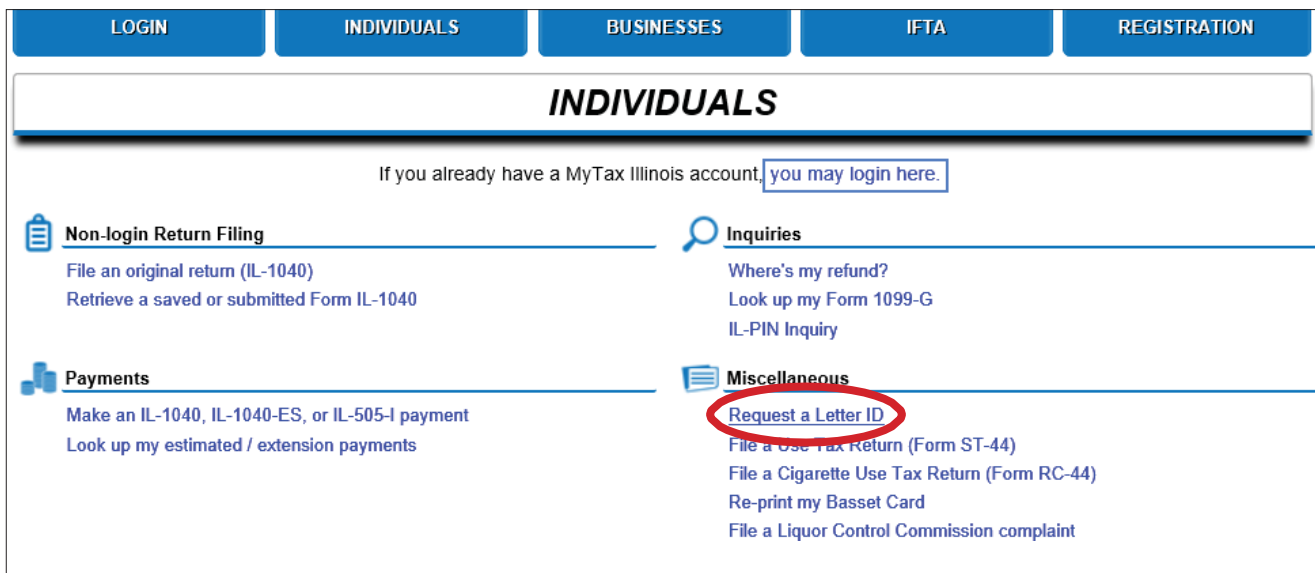 LOGIN INDIVIDUALS BUSINESSES IFTA REGISTRATION
INDIVIDUALS
If you already have a MyTax Illinois account, you may login here.
Non-login Return Filing
File an original return (IL-1040)
Retrieve a saved or submitted Form IL-1040
Inquiries
Where's my refund?
Look up my Form 1099-G
IL-PIN Inquiry
Payments
Make an IL-1040, IL-1040-ES, or IL-505-I payment
Look up my estimated / extension payments
Miscellaneous
Request a Letter ID
File a Use Tax Return (Form ST-44)
File a Cigarette Use Tax Return (Form RC-44)
Re-print my Basset Card
File a Liquor Control Commission complaint